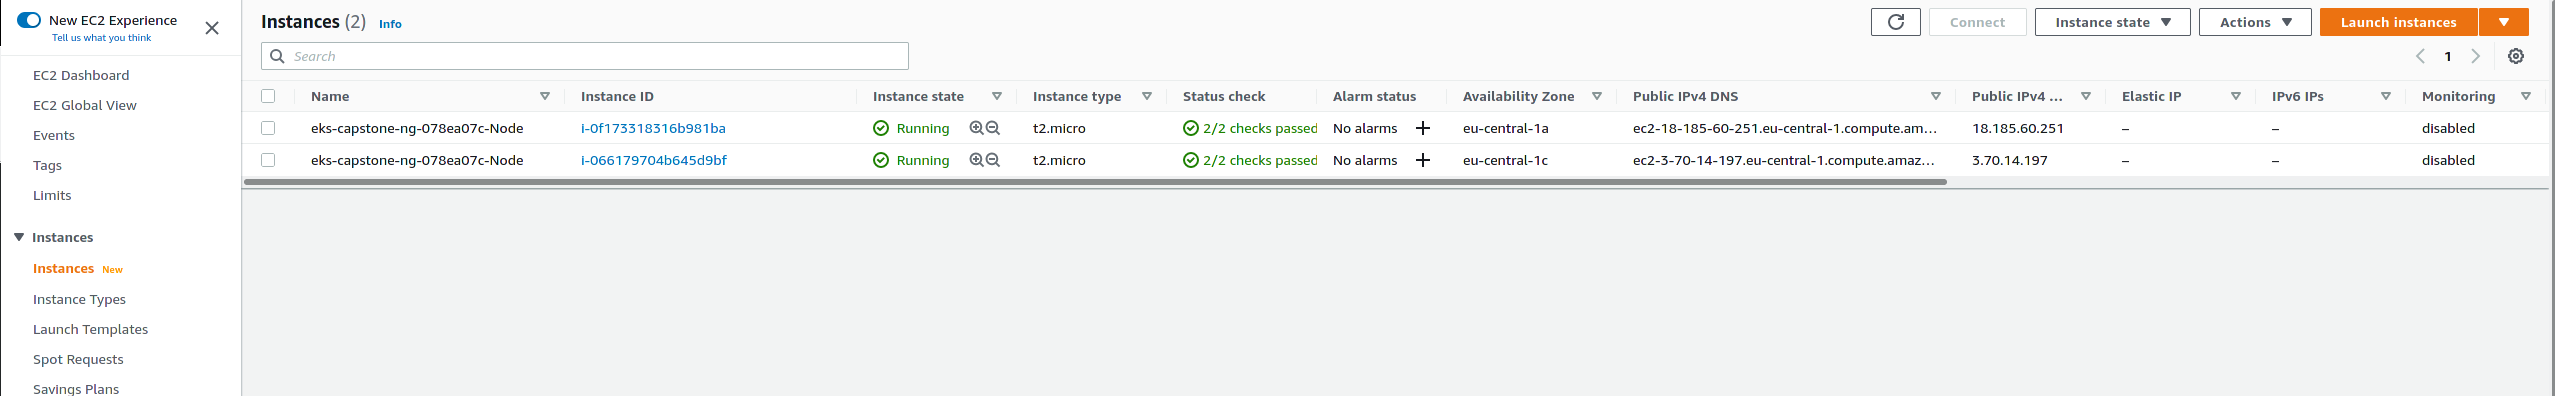 New EC2 Experience
Tell us what you think
EC2 Dashboard
EC2 Global View
Events
Tags
Limits
Instances
Instances New
Instance Types
Launch Templates
Spot Requests
Savings Plans
Instances (2) Info
Connect Instance state Actions Launch instances
Search
1
Name Instance ID Instance state Instance type Status check Alarm status Availability Zone Public IPv4 DNS Public IPv4 ... Elastic IP IPv6 IPs Monitoring
eks-capstone-ng-078ea07c-Node i-0f173318316b981ba Running t2.micro 2/2 checks passed No alarms + eu-central-1a ec2-18-185-60-251.eu-central-1.compute.am... 18.185.60.251 – – disabled
eks-capstone-ng-078ea07c-Node i-066179704b645d9bf Running t2.micro 2/2 checks passed No alarms + eu-central-1c ec2-3-70-14-197.eu-central-1.compute.amaz... 3.70.14.197 – – disabled